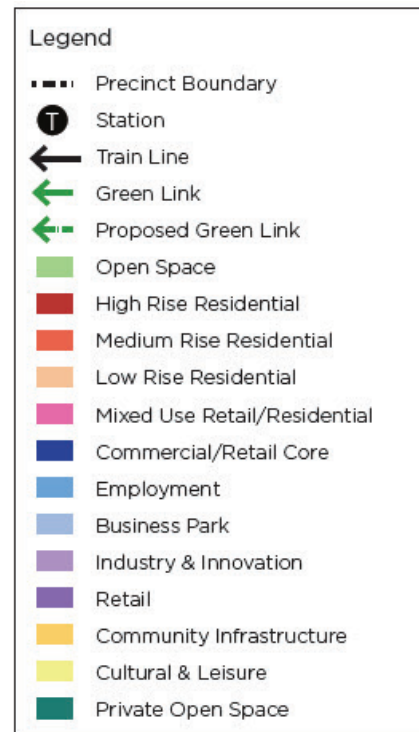 Legend
Precinct Boundary
T Station
Train Line
Green Link
Proposed Green Link
Open Space
High Rise Residential
Medium Rise Residential
Low Rise Residential
Mixed Use Retail/Residential
Commercial/Retail Core
Employment
Business Park
Industry & Innovation
Retail
Community Infrastructure
Cultural & Leisure
Private Open Space